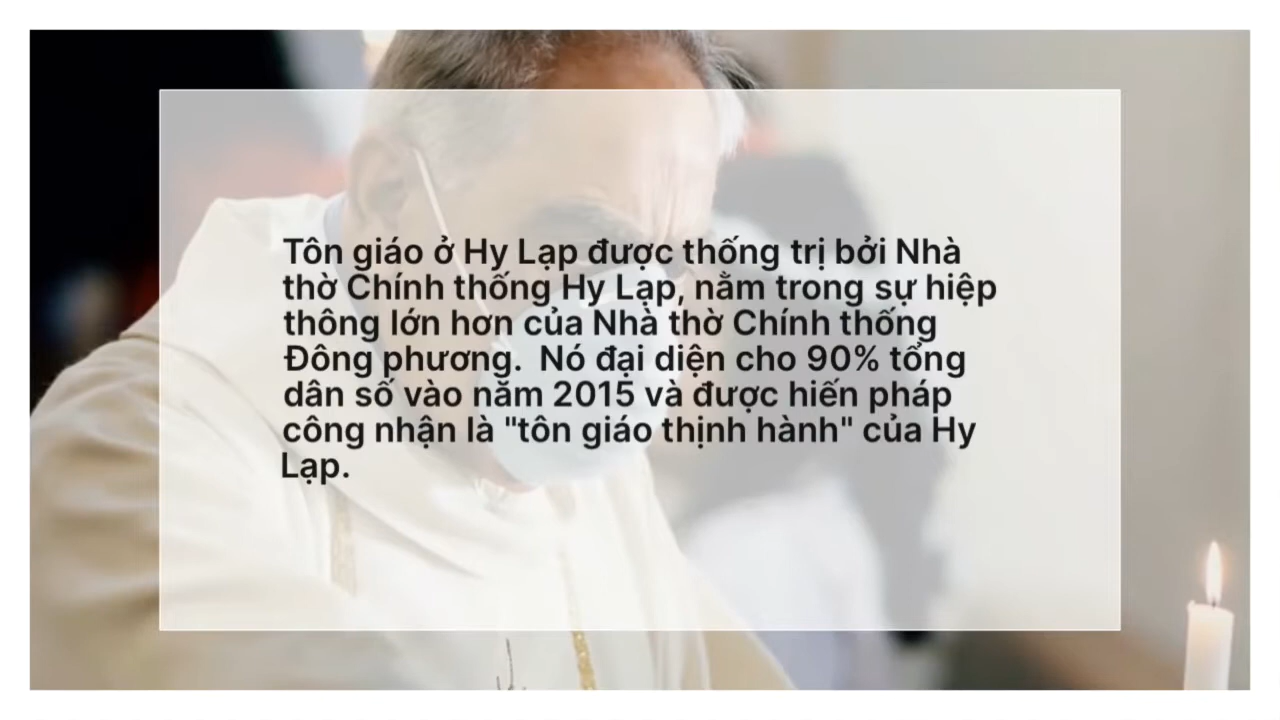 Tôn giáo ở Hy Lạp được thống trị bởi Nhà
thờ Chính thống Hy Lạp, nằm trong sự hiệp
thông lớn hơn của Nhà thờ Chính thống
Đông phương.  Nó đại diện cho 90% tổng
dân số vào năm 2015 và được hiến pháp
công nhận là "tôn giáo thịnh hành" của Hy
Lạp.